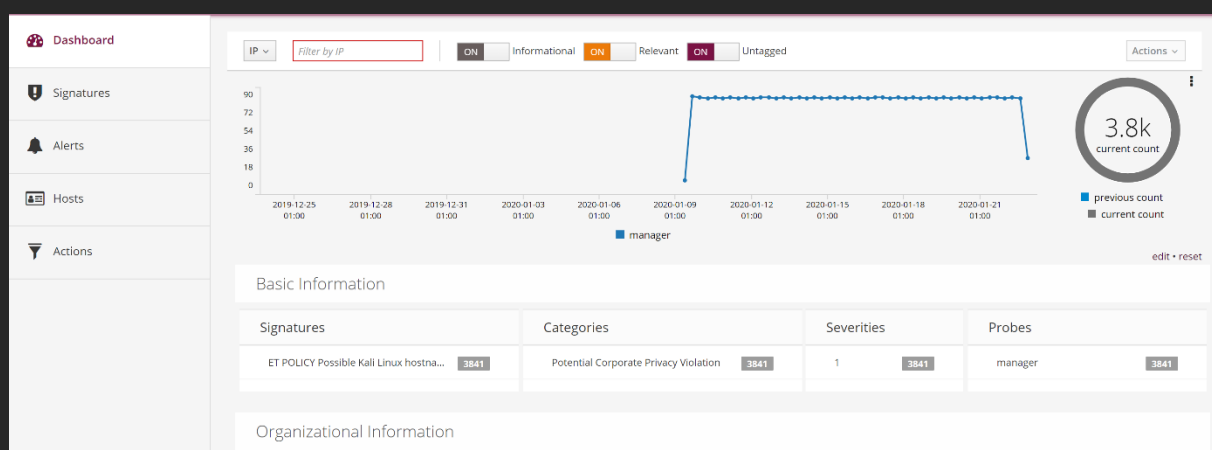 Dashboard
Signatures
Alerts
Hosts
Actions
IP
Filter by IP
ON Informational
ON Relevant
ON Untagged
Actions
90
72
54
36
18
0
2019-12-25 01:00
2019-12-28 01:00
2019-12-31 01:00
2020-01-03 01:00
2020-01-06 01:00
2020-01-09 01:00
2020-01-12 01:00
2020-01-15 01:00
2020-01-18 01:00
2020-01-21 01:00
manager
3.8k
current count
previous count
current count
edit • reset
Basic Information
Signatures
ET POLICY Possible Kali Linux hostna... 3841
Categories
Potential Corporate Privacy Violation 3841
Severities
1 3841
Probes
manager 3841
Organizational Information